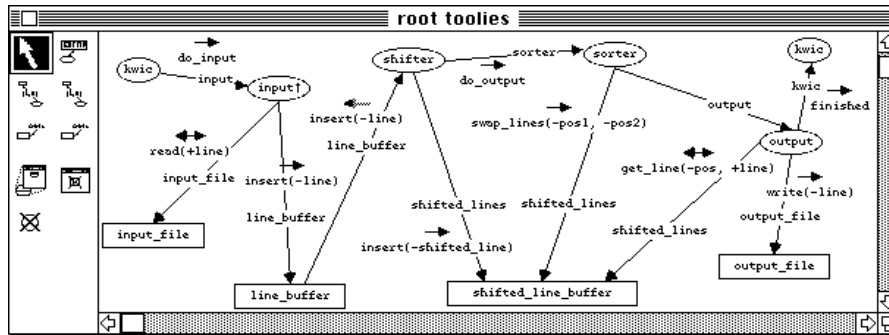 root toolies
do_input
kwic
input
input↑
shifter
sorter
do_output
sorter
kwic
kwic
finished
insert(-line)
line_buffer
swap_lines(-pos1, -pos2)
output
output
read(+line)
input_file
insert(-line)
get_line(-pos, +line)
write(-line)
line_buffer
shifted_lines
shifted_lines
output_file
shifted_lines
input_file
insert(-shifted_line)
output_file
line_buffer
shifted_line_buffer